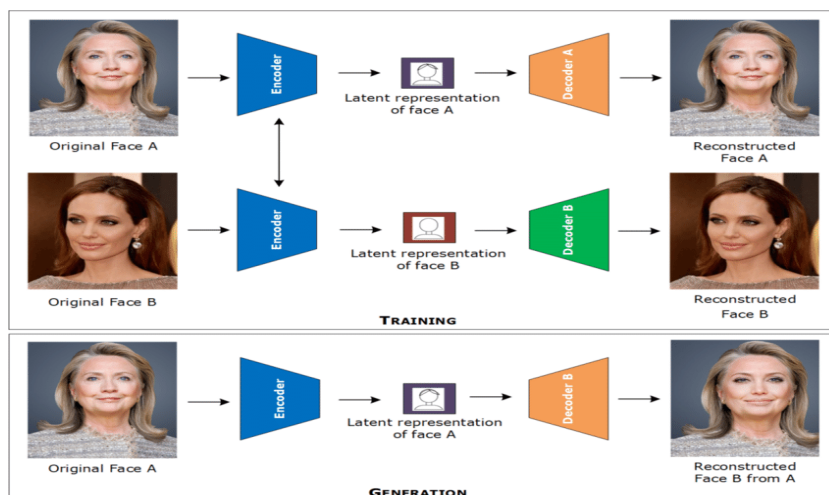 Encoder
Decoder A
Latent representation
of face A
Original Face A
Reconstructed
Face A
Encoder
Decoder B
Latent representation
of face B
Original Face B
Reconstructed
Face B
TRAINING
Encoder
Decoder B
Latent representation
of face A
Original Face A
Reconstructed
Face B from A
GENERATION